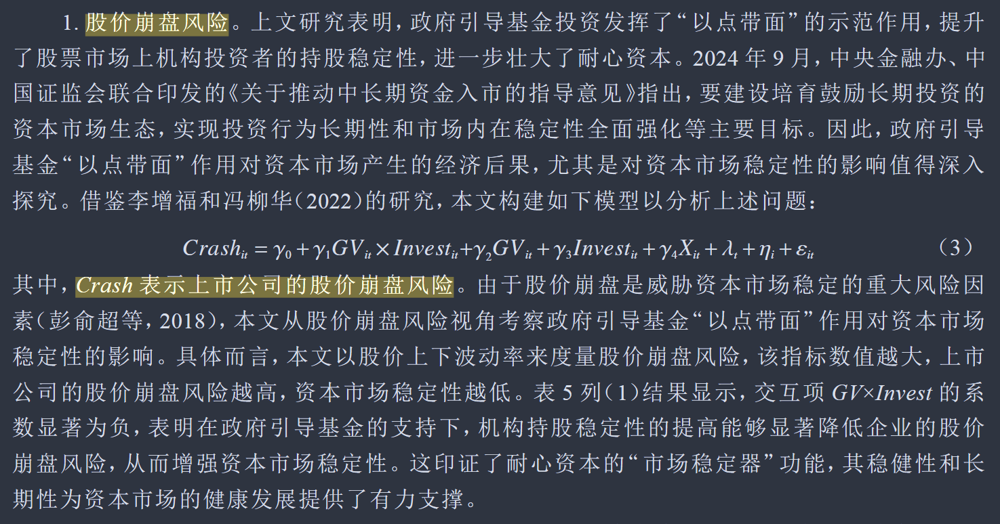 1. 股价崩盘风险。上文研究表明,政府引导基金投资发挥了“以点带面”的示范作用,提升
了股票市场上机构投资者的持股稳定性,进一步壮大了耐心资本。2024 年 9 月,中央金融办、中
国证监会联合印发的《关于推动中长期资金入市的指导意见》指出,要建设培育鼓励长期投资的
资本市场生态,实现投资行为长期性和市场内在稳定性全面强化等主要目标。因此,政府引导
基金“以点带面”作用对资本市场产生的经济后果,尤其是对资本市场稳定性的影响值得深入
探究。借鉴李增福和冯柳华(2022)的研究,本文构建如下模型以分析上述问题:
Crash_it = γ_0 + γ_1GV_it × Invest_it + γ_2GV_it + γ_3Invest_it + γ_4X_it + λ_t + η_i + ε_it (3)
其中,Crash 表示上市公司的股价崩盘风险。由于股价崩盘是威胁资本市场稳定的重大风险因
素(彭俞超等,2018),本文从股价崩盘风险视角考察政府引导基金“以点带面”作用对资本市场
稳定性的影响。具体而言,本文以股价上下波动率来度量股价崩盘风险,该指标数值越大,上市
公司的股价崩盘风险越高,资本市场稳定性越低。表 5 列(1)结果显示,交互项 GV×Invest 的系
数显著为负,表明在政府引导基金的支持下,机构持股稳定性的提高能够显著降低企业的股价
崩盘风险,从而增强资本市场稳定性。这印证了耐心资本的“市场稳定器”功能,其稳健性和长
期性为资本市场的健康发展提供了有力支撑。